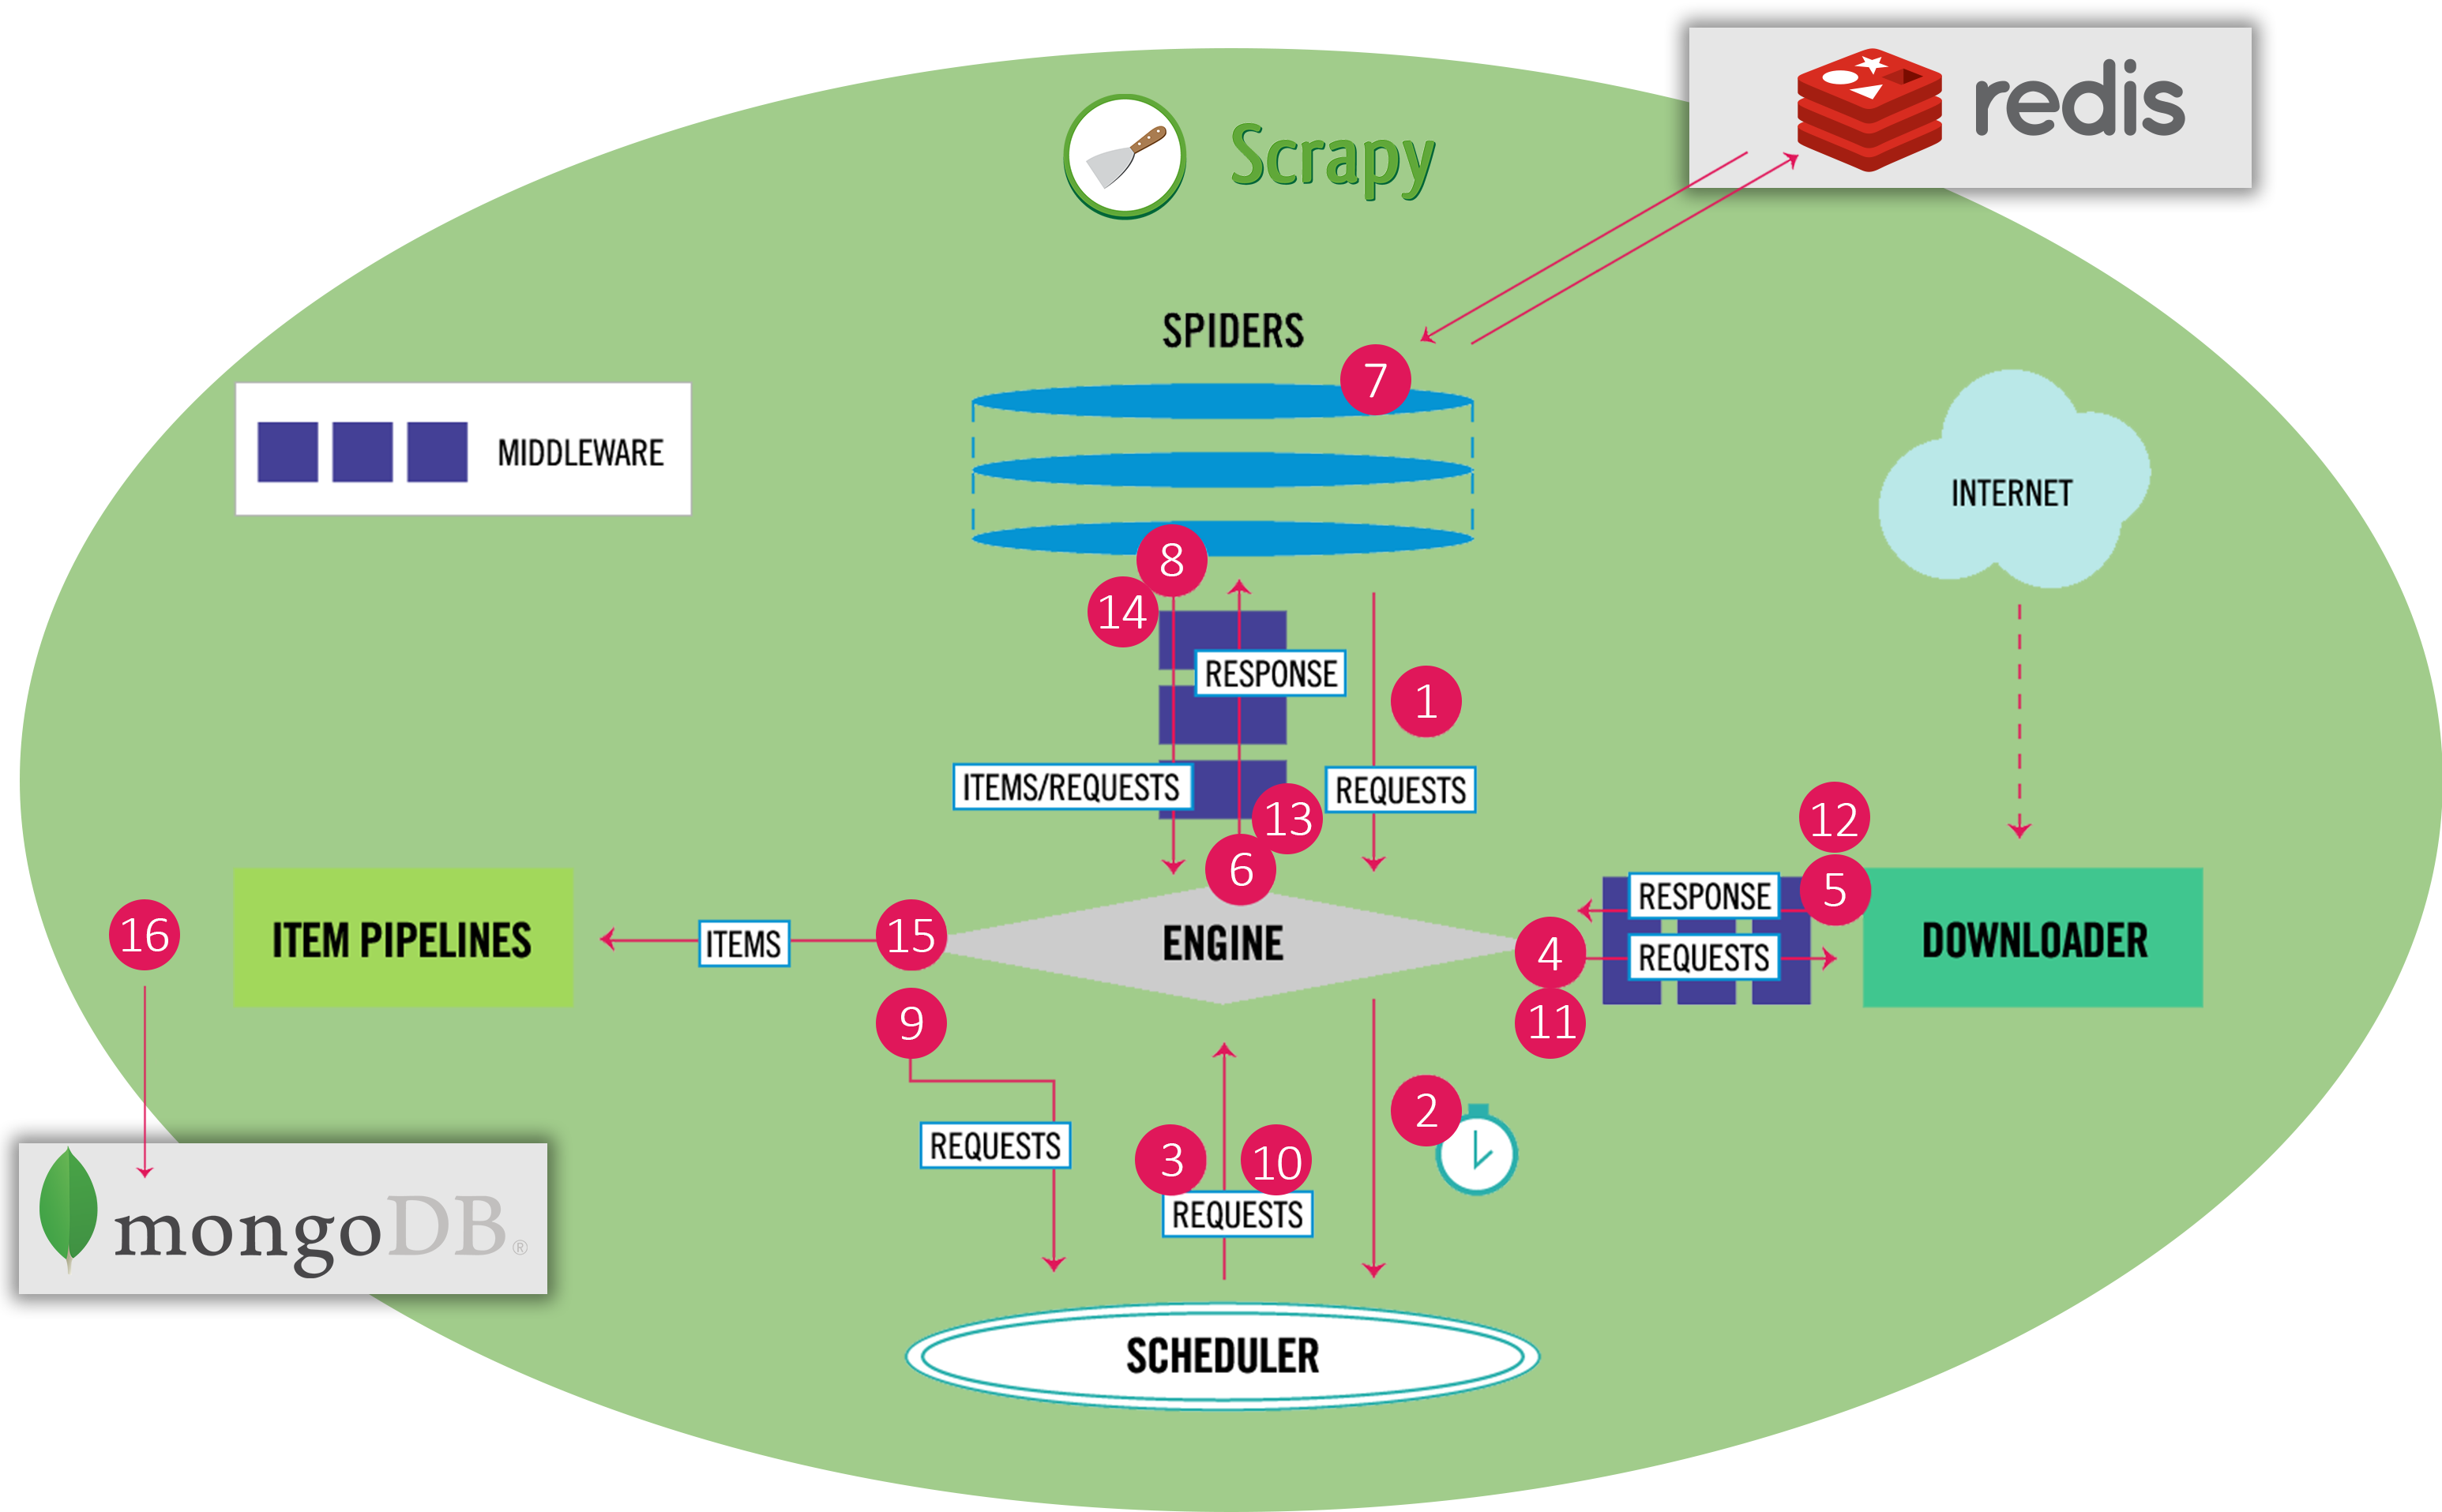 redis
Scrapy
SPIDERS
7
MIDDLEWARE
INTERNET
8
14
RESPONSE
1
ITEMS/REQUESTS
REQUESTS
13
12
6
RESPONSE
5
16
ITEM PIPELINES
ITEMS
15
ENGINE
4
REQUESTS
DOWNLOADER
9
11
2
REQUESTS
3
10
REQUESTS
mongoDB®
SCHEDULER